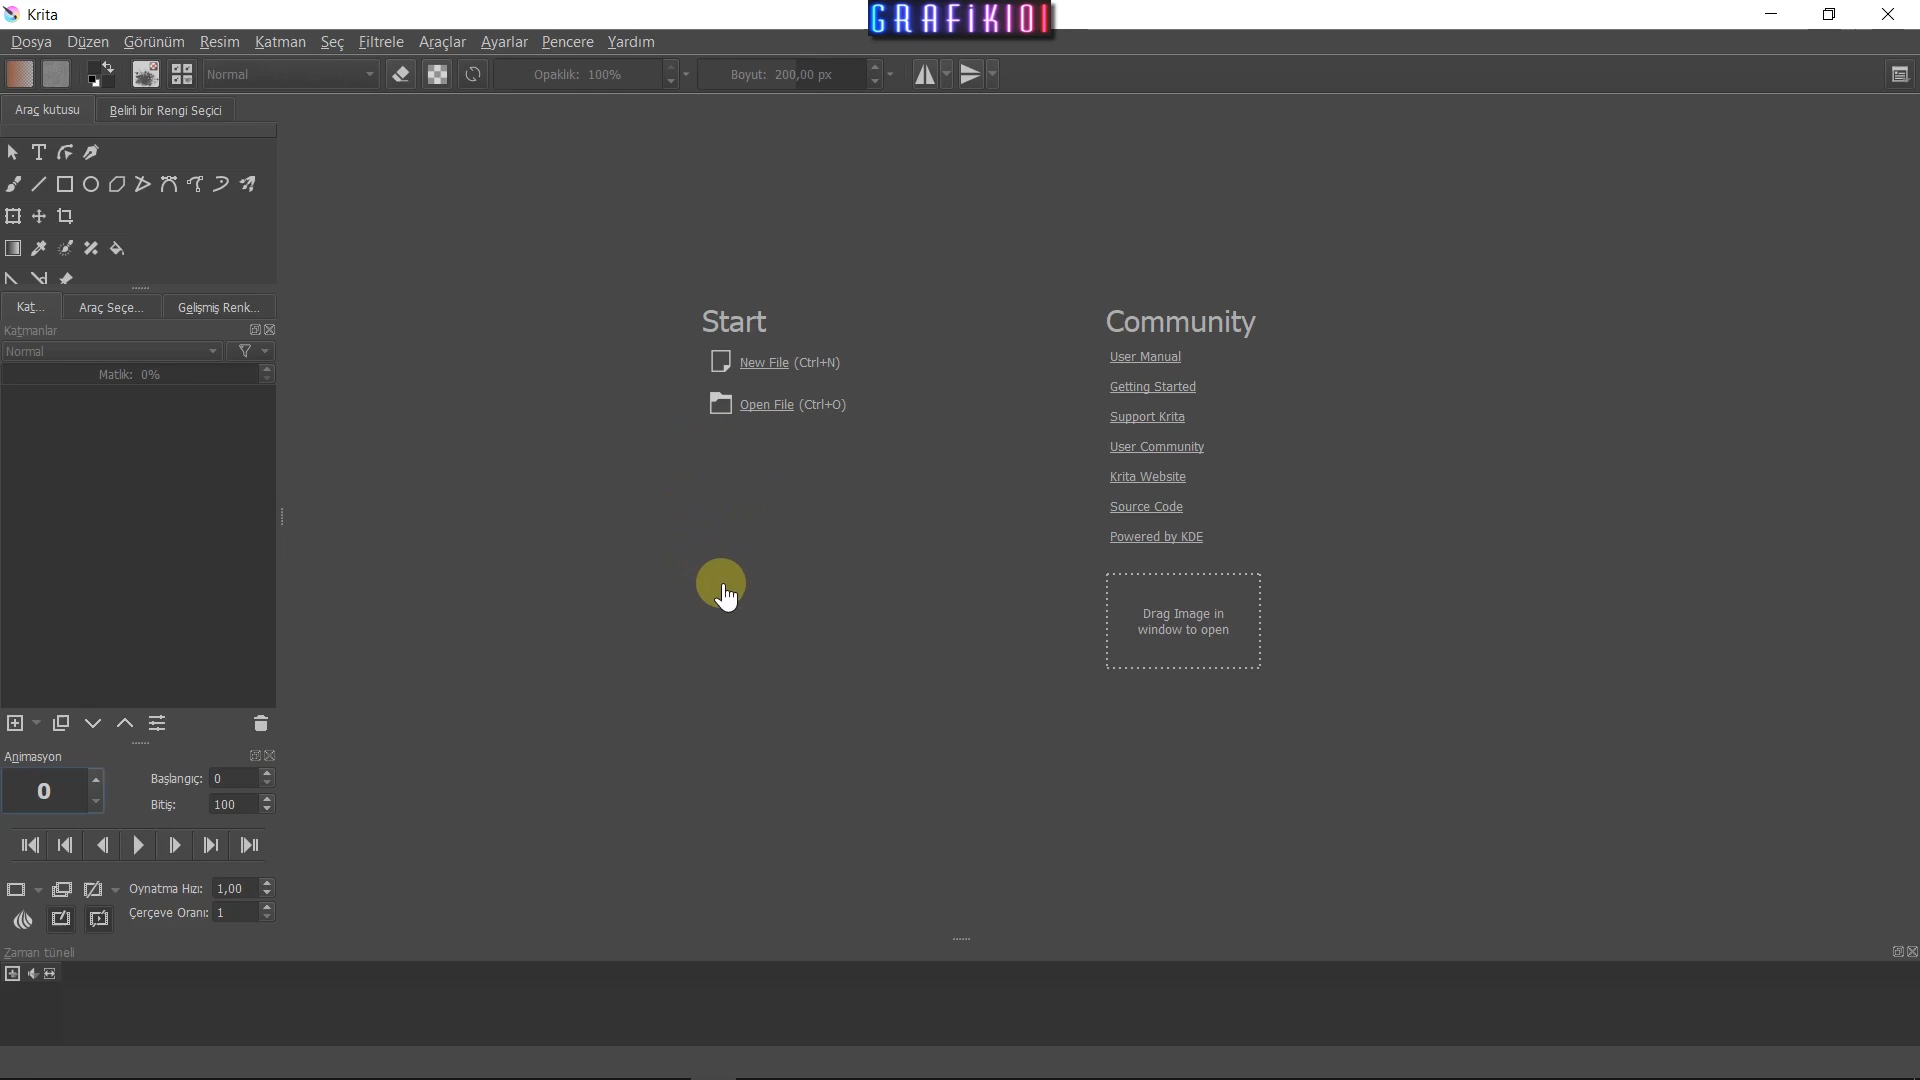 Krita
GRAFİK101
Dosya Düzen Görünüm Resim Katman Seç Filtrele Araçlar Ayarlar Pencere Yardım
Normal
Opaklık: 100%
Boyut: 200,00 px
Araç kutusu
Belirli bir Rengi Seçici
Kat...
Araç Seçe...
Gelişmiş Renk...
Katmanlar
Normal
Matlık: 0%
Start
New File (Ctrl+N)
Open File (Ctrl+O)
Community
User Manual
Getting Started
Support Krita
User Community
Krita Website
Source Code
Powered by KDE
Drag Image in
window to open
Animasyon
0
Başlangıç: 0
Bitiş: 100
Oynatma Hızı: 1,00
Çerçeve Oranı: 1
Zaman tüneli